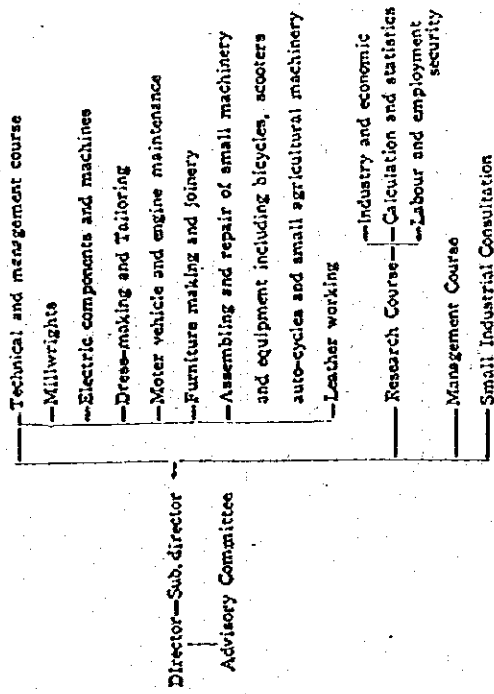 Director—Sub. director
Advisory Committee
Technical and management course
Millwrights
Electric components and machines
Dress-making and Tailoring
Moter vehicle and engine maintenance
Furniture making and joinery
Assembling and repair of small machinery
and equipment including bicycles, scooters
auto-cycles and small agricultural machinery
Leather working
Research Course
Industry and economic
Calculation and statistics
Labour and employment
security
Management Course
Small Industrial Consultation